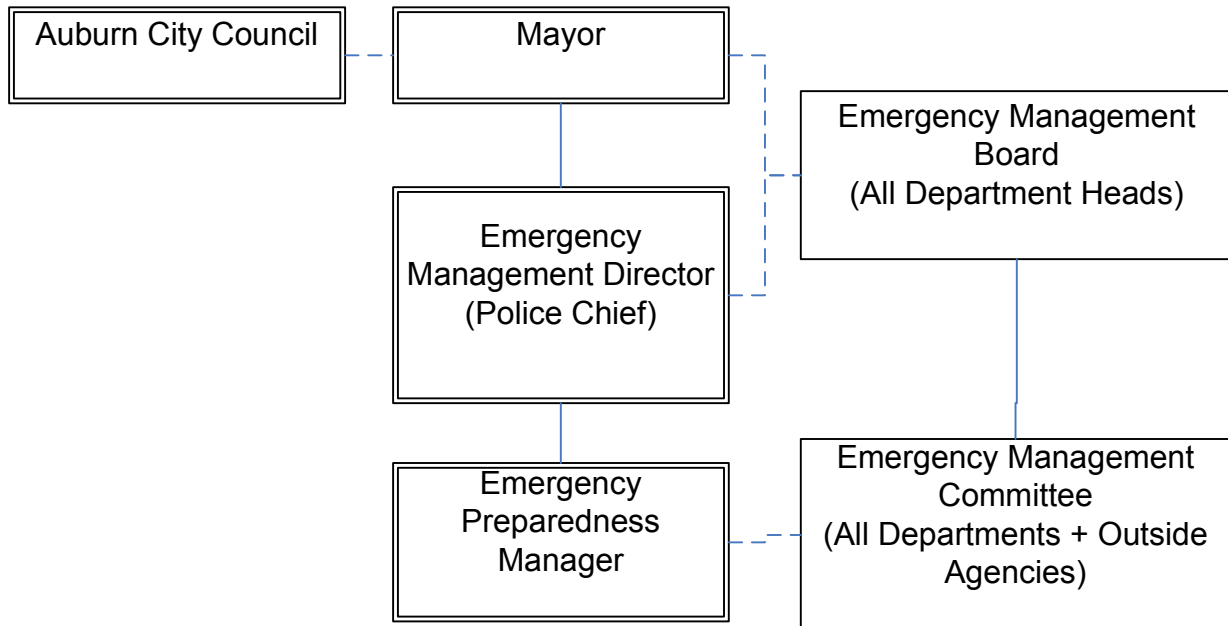 Auburn City Council
Mayor
Emergency Management
Board
(All Department Heads)
Emergency
Management Director
(Police Chief)
Emergency
Preparedness
Manager
Emergency Management
Committee
(All Departments + Outside
Agencies)